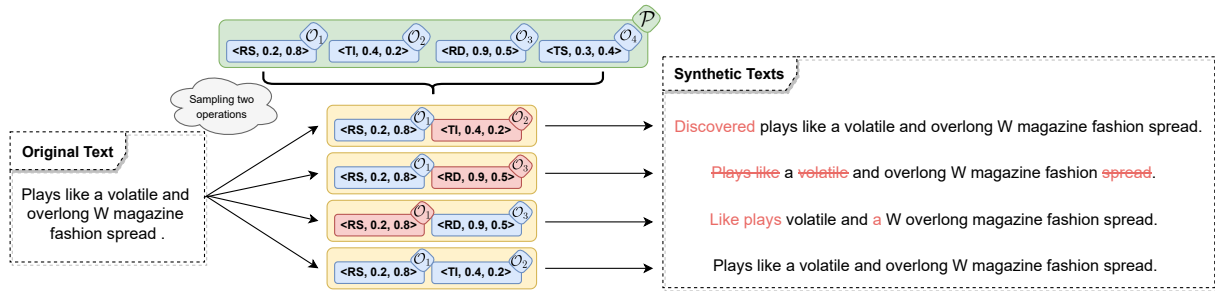 𝒫
<RS, 0.2, 0.8> 𝒪₁ <TI, 0.4, 0.2> 𝒪₂ <RD, 0.9, 0.5> 𝒪₃ <TS, 0.3, 0.4> 𝒪₄
Sampling two
operations
Original Text
Plays like a volatile and
overlong W magazine
fashion spread .
<RS, 0.2, 0.8> 𝒪₁ <TI, 0.4, 0.2> 𝒪₂
<RS, 0.2, 0.8> 𝒪₁ <RD, 0.9, 0.5> 𝒪₃
<RS, 0.2, 0.8> 𝒪₁ <RD, 0.9, 0.5> 𝒪₃
<RS, 0.2, 0.8> 𝒪₁ <TI, 0.4, 0.2> 𝒪₂
Synthetic Texts
Discovered plays like a volatile and overlong W magazine fashion spread.
Plays like a volatile and overlong W magazine fashion spread.
Like plays volatile and a W overlong magazine fashion spread.
Plays like a volatile and overlong W magazine fashion spread.